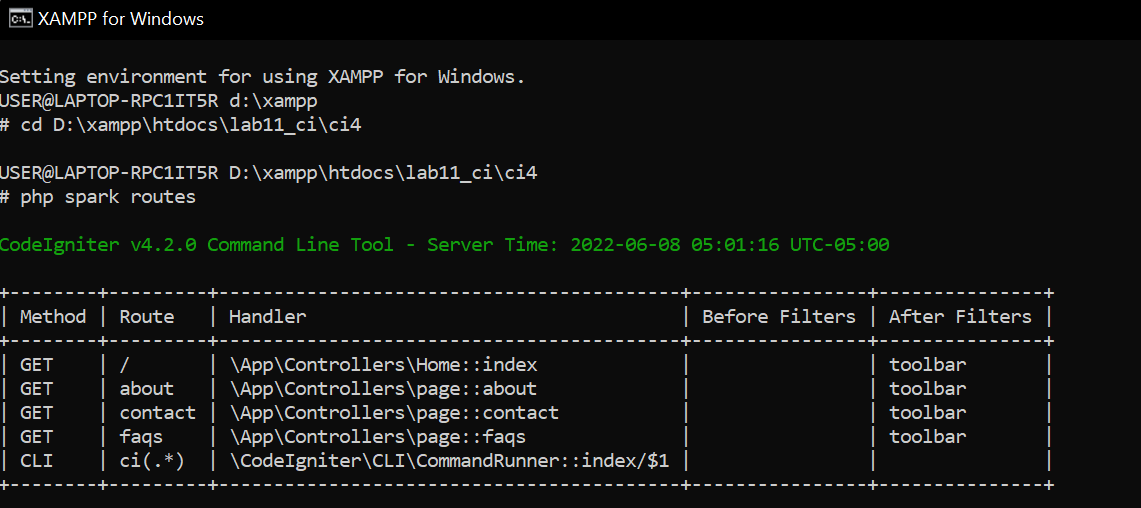 XAMPP for Windows
Setting environment for using XAMPP for Windows.
USER@LAPTOP-RPC1IT5R d:\xampp
# cd D:\xampp\htdocs\lab11_ci\ci4
USER@LAPTOP-RPC1IT5R D:\xampp\htdocs\lab11_ci\ci4
# php spark routes
CodeIgniter v4.2.0 Command Line Tool - Server Time: 2022-06-08 05:01:16 UTC-05:00
+--------+---------+------------------------------------------+----------------+---------------+
| Method | Route   | Handler                                  | Before Filters | After Filters |
+--------+---------+------------------------------------------+----------------+---------------+
| GET    | /       | \App\Controllers\Home::index             |                | toolbar       |
| GET    | about   | \App\Controllers\page::about             |                | toolbar       |
| GET    | contact | \App\Controllers\page::contact           |                | toolbar       |
| GET    | faqs    | \App\Controllers\page::faqs              |                | toolbar       |
| CLI    | ci(.*)  | \CodeIgniter\CLI\CommandRunner::index/$1 |                |               |
+--------+---------+------------------------------------------+----------------+---------------+